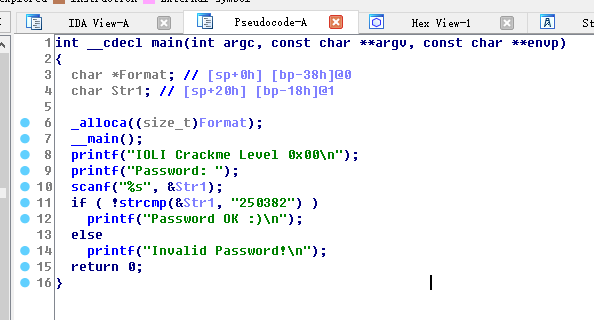 Instruction External symbol
IDA View-A Pseudocode-A Hex View-1 A St
1 int __cdecl main(int argc, const char **argv, const char **envp)
2 {
3 char *Format; // [sp+0h] [bp-38h]@0
4 char Str1; // [sp+20h] [bp-18h]@1
5
6 _alloca((size_t)Format);
7 __main();
8 printf("IOLI Crackme Level 0x00\n");
9 printf("Password: ");
10 scanf("%s", &Str1);
11 if ( !strcmp(&Str1, "250382") )
12 printf("Password OK :)\n");
13 else
14 printf("Invalid Password!\n");
15 return 0;
16 }